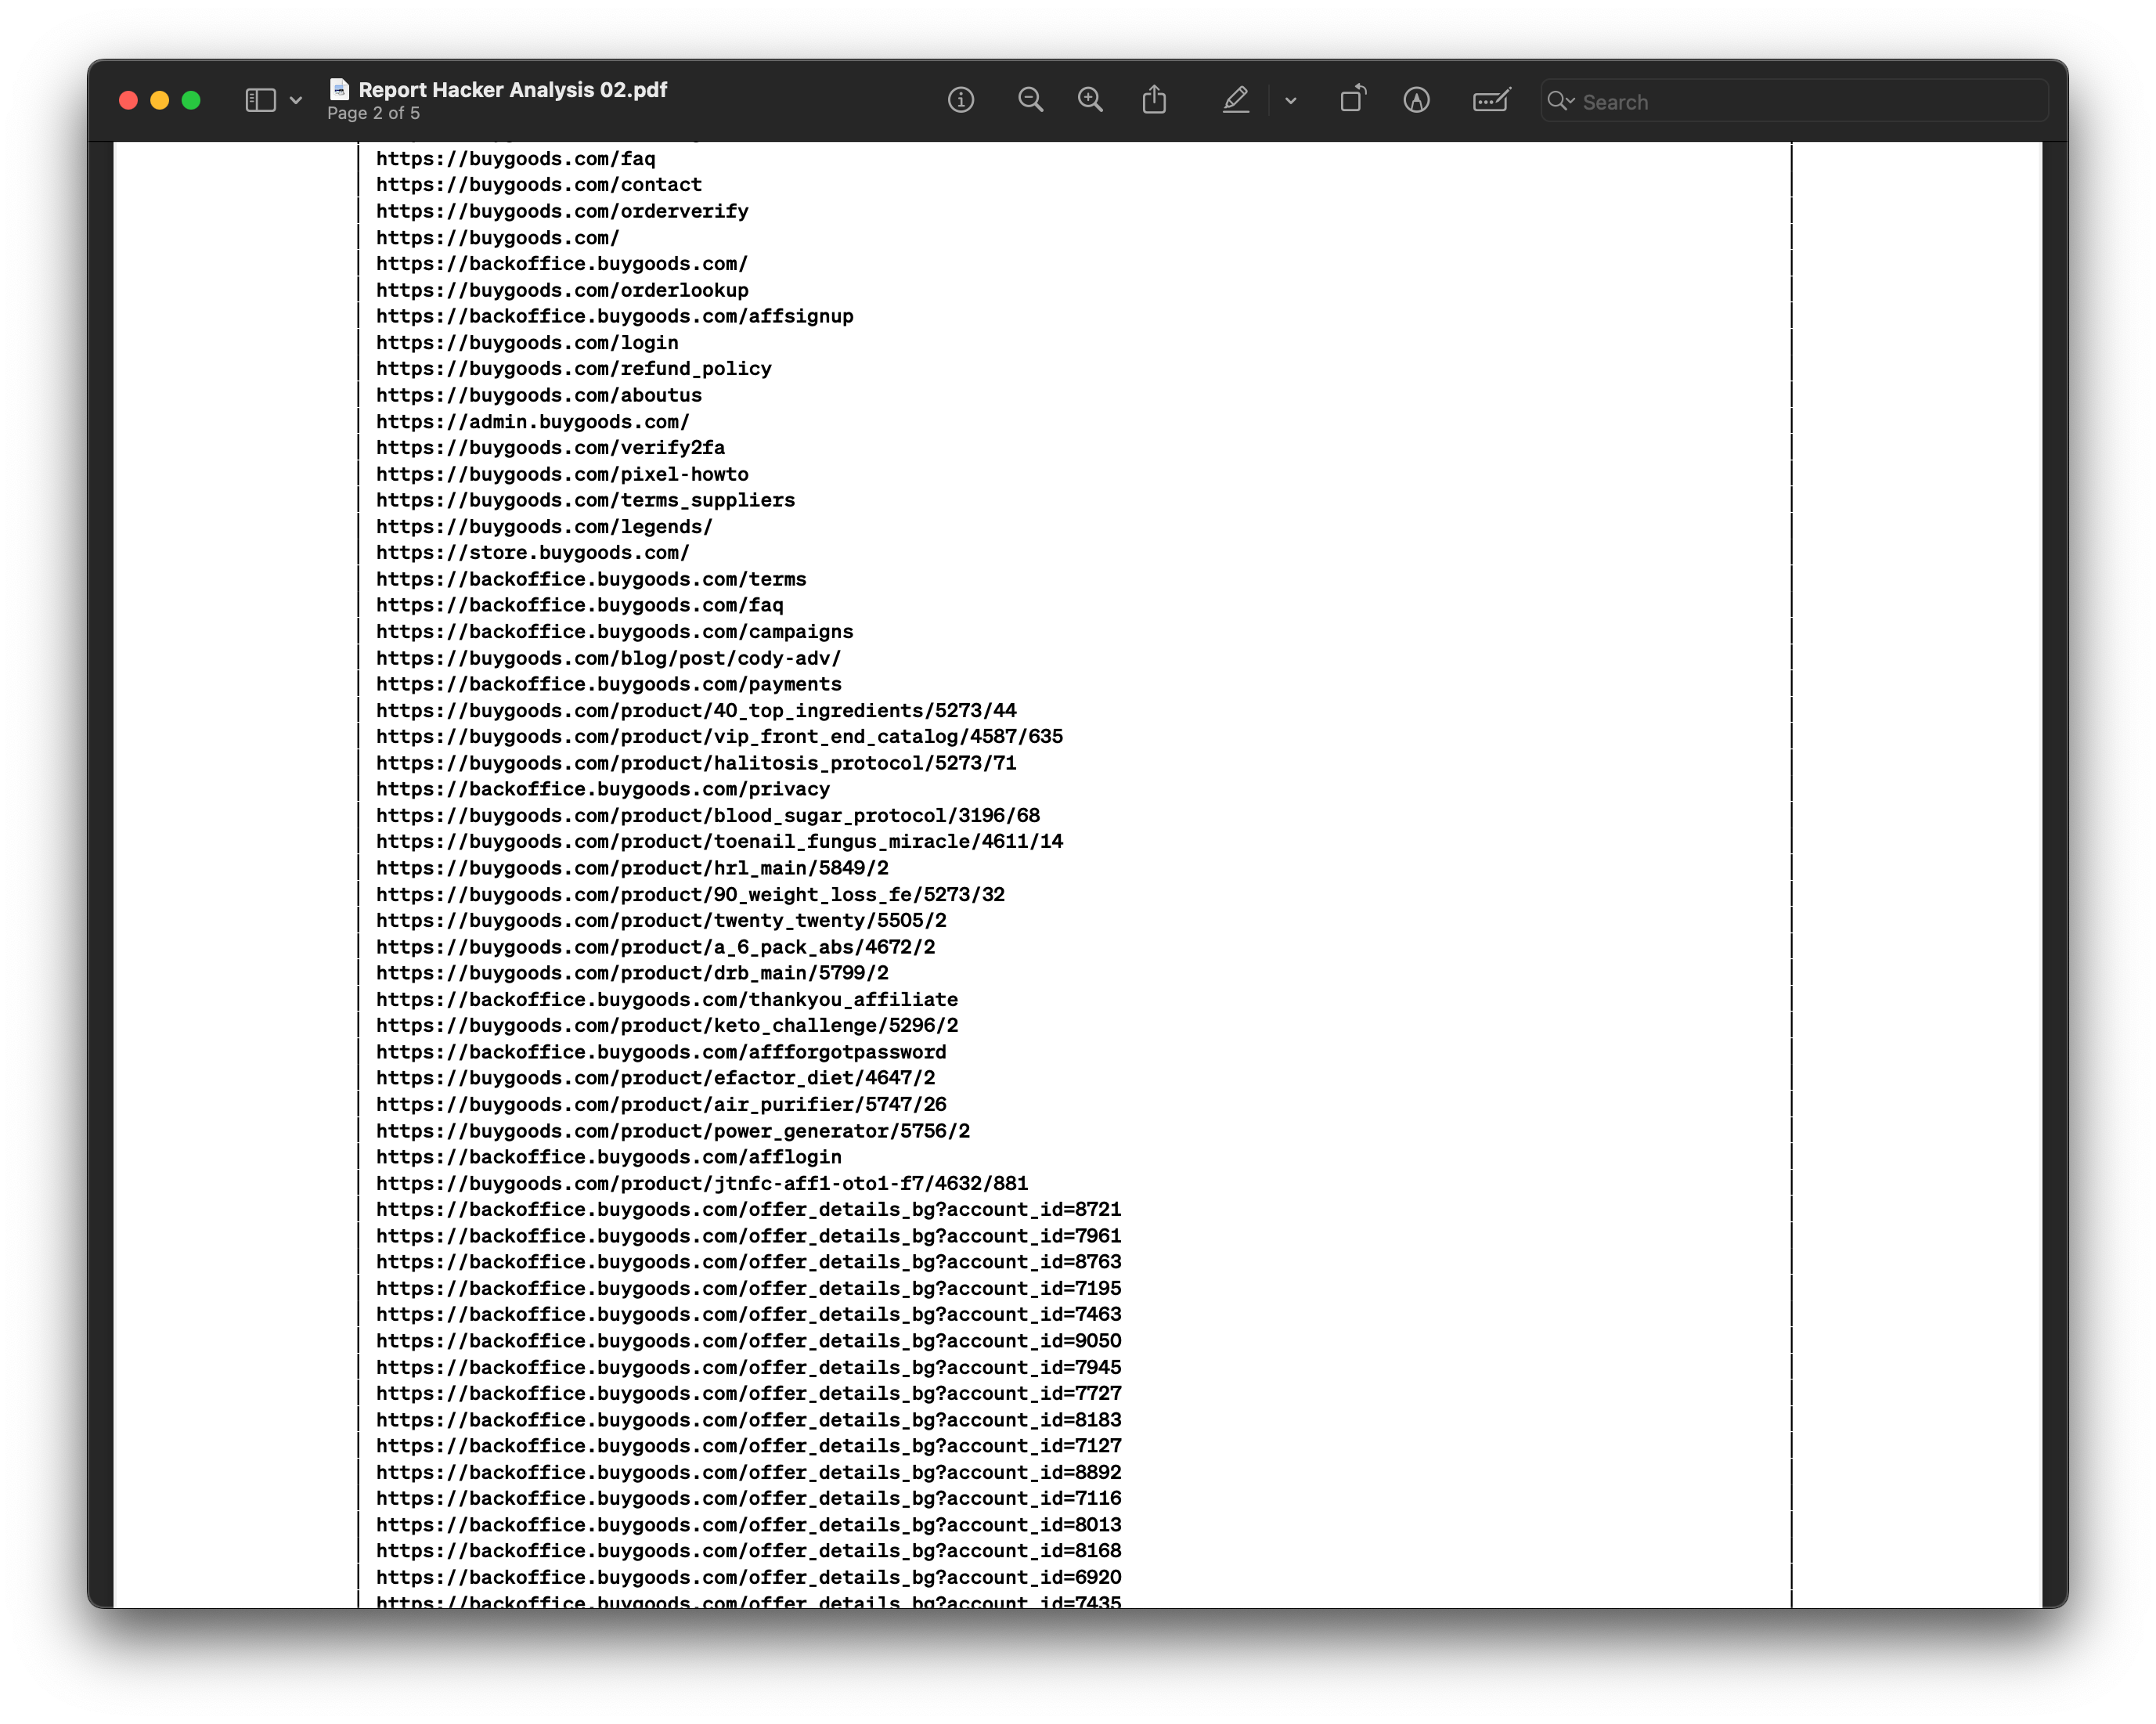 Report Hacker Analysis 02.pdf
Page 2 of 5
Search
https://buygoods.com/faq
https://buygoods.com/contact
https://buygoods.com/orderverify
https://buygoods.com/
https://backoffice.buygoods.com/
https://buygoods.com/orderlookup
https://backoffice.buygoods.com/affsignup
https://buygoods.com/login
https://buygoods.com/refund_policy
https://buygoods.com/aboutus
https://admin.buygoods.com/
https://buygoods.com/verify2fa
https://buygoods.com/pixel-howto
https://buygoods.com/terms_suppliers
https://buygoods.com/legends/
https://store.buygoods.com/
https://backoffice.buygoods.com/terms
https://backoffice.buygoods.com/faq
https://backoffice.buygoods.com/campaigns
https://buygoods.com/blog/post/cody-adv/
https://backoffice.buygoods.com/payments
https://buygoods.com/product/40_top_ingredients/5273/44
https://buygoods.com/product/vip_front_end_catalog/4587/635
https://buygoods.com/product/halitosis_protocol/5273/71
https://backoffice.buygoods.com/privacy
https://buygoods.com/product/blood_sugar_protocol/3196/68
https://buygoods.com/product/toenail_fungus_miracle/4611/14
https://buygoods.com/product/hrl_main/5849/2
https://buygoods.com/product/90_weight_loss_fe/5273/32
https://buygoods.com/product/twenty_twenty/5505/2
https://buygoods.com/product/a_6_pack_abs/4672/2
https://buygoods.com/product/drb_main/5799/2
https://backoffice.buygoods.com/thankyou_affiliate
https://buygoods.com/product/keto_challenge/5296/2
https://backoffice.buygoods.com/affforgotpassword
https://buygoods.com/product/efactor_diet/4647/2
https://buygoods.com/product/air_purifier/5747/26
https://buygoods.com/product/power_generator/5756/2
https://backoffice.buygoods.com/afflogin
https://buygoods.com/product/jtnfc-aff1-oto1-f7/4632/881
https://backoffice.buygoods.com/offer_details_bg?account_id=8721
https://backoffice.buygoods.com/offer_details_bg?account_id=7961
https://backoffice.buygoods.com/offer_details_bg?account_id=8763
https://backoffice.buygoods.com/offer_details_bg?account_id=7195
https://backoffice.buygoods.com/offer_details_bg?account_id=7463
https://backoffice.buygoods.com/offer_details_bg?account_id=9050
https://backoffice.buygoods.com/offer_details_bg?account_id=7945
https://backoffice.buygoods.com/offer_details_bg?account_id=7727
https://backoffice.buygoods.com/offer_details_bg?account_id=8183
https://backoffice.buygoods.com/offer_details_bg?account_id=7127
https://backoffice.buygoods.com/offer_details_bg?account_id=8892
https://backoffice.buygoods.com/offer_details_bg?account_id=7116
https://backoffice.buygoods.com/offer_details_bg?account_id=8013
https://backoffice.buygoods.com/offer_details_bg?account_id=8168
https://backoffice.buygoods.com/offer_details_bg?account_id=6920
https://backoffice.buygoods.com/offer_details_bg?account_id=7435